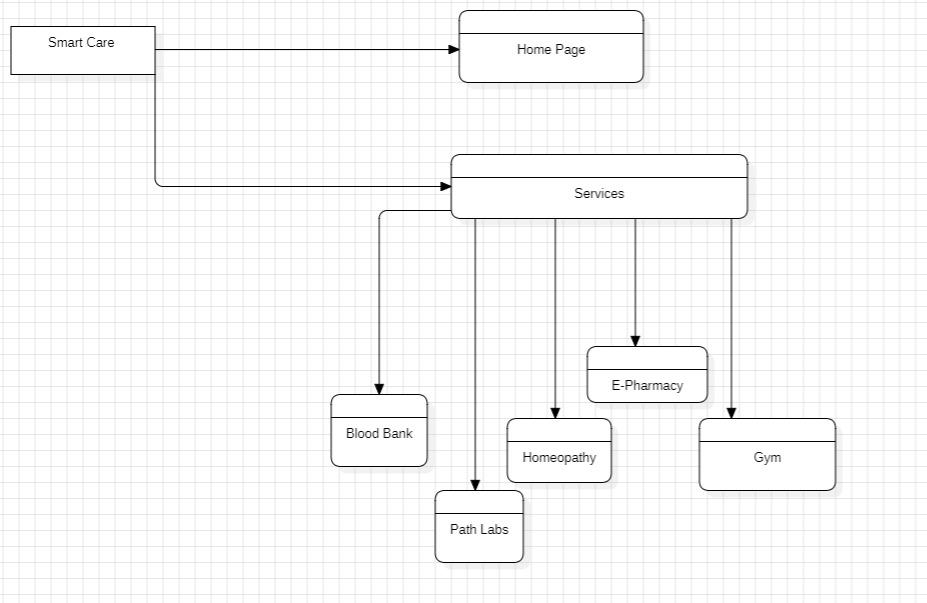 Smart Care
Home Page
Services
E-Pharmacy
Blood Bank
Homeopathy
Gym
Path Labs